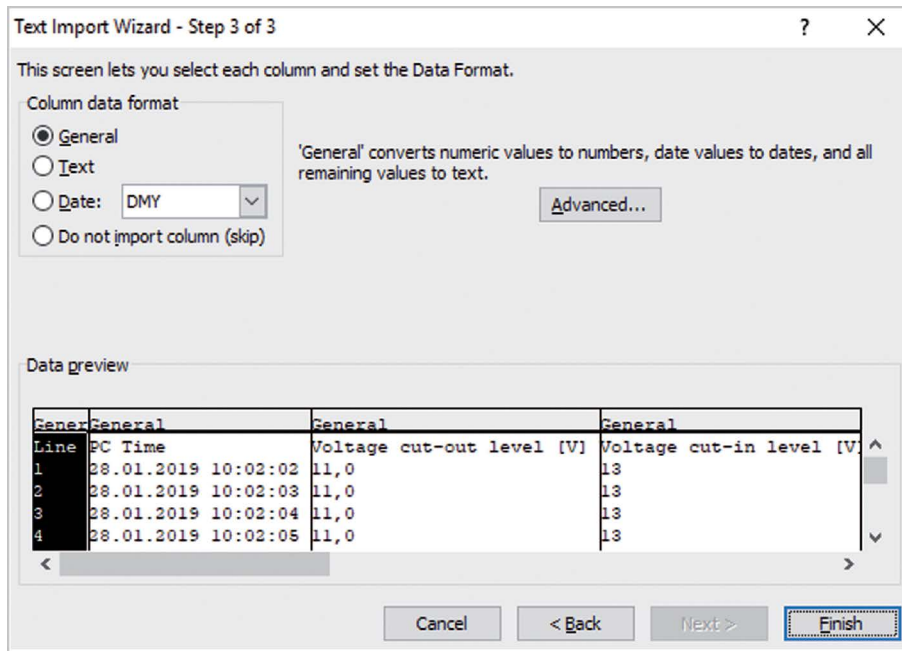 Text Import Wizard - Step 3 of 3 ?
This screen lets you select each column and set the Data Format.
Column data format
General
Text
Date: DMY
Do not import column (skip)
'General' converts numeric values to numbers, date values to dates, and all
remaining values to text.
Advanced...
Data preview
Gener General General General
Line PC Time Voltage cut-out level [V] Voltage cut-in level [V]
1 28.01.2019 10:02:02 11,0 13
2 28.01.2019 10:02:03 11,0 13
3 28.01.2019 10:02:04 11,0 13
4 28.01.2019 10:02:05 11,0 13
Cancel < Back Next > Finish